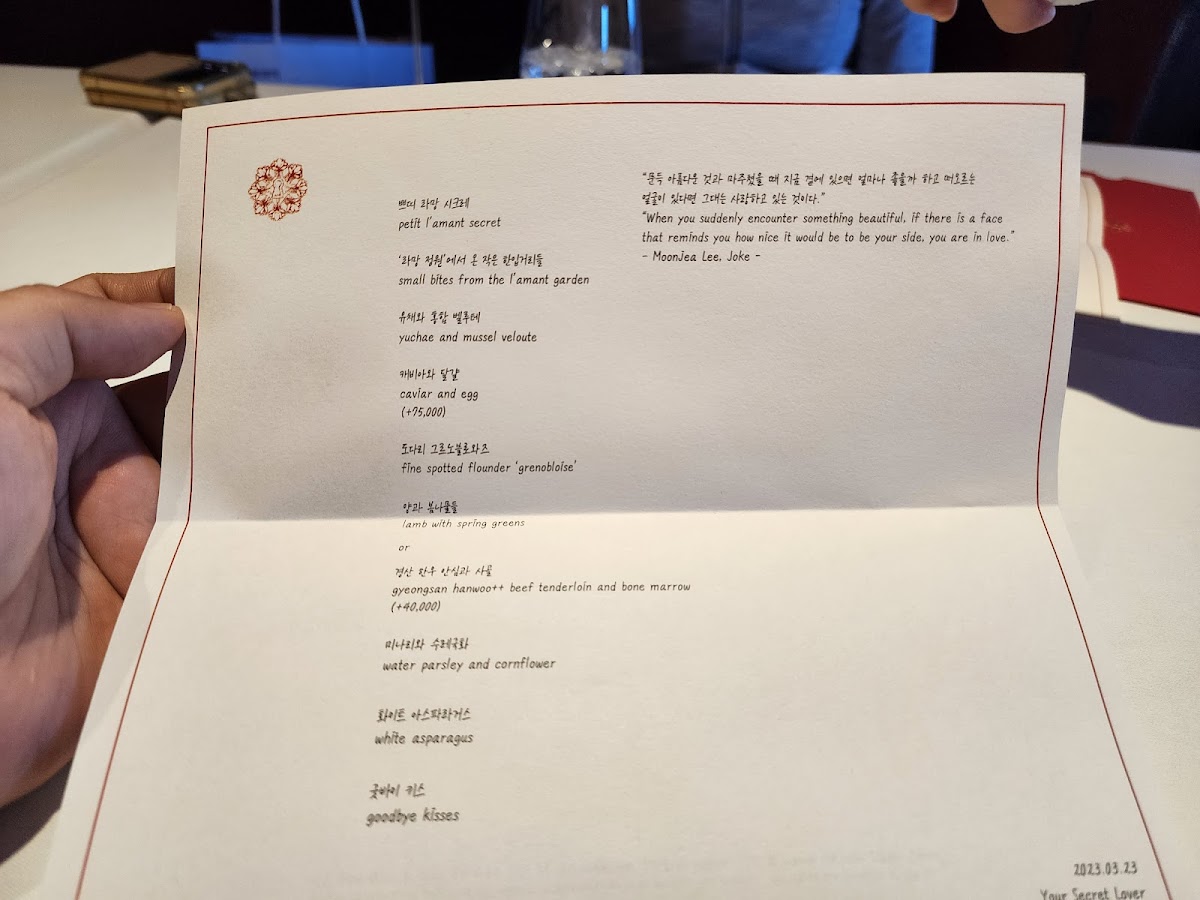 쁘띠 라망 시크레
petit l'amant secret
'라망 정원'에서 온 작은 한입거리들
small bites from the l'amant garden
유채와 홍합 벨루테
yuchae and mussel veloute
캐비아와 달걀
caviar and egg
(+75,000)
도다리 그르노블로와즈
fine spotted flounder 'grenobloise'
양과 봄나물들
lamb with spring greens
or
경산 한우 안심과 사골
gyeongsan hanwoo++ beef tenderloin and bone marrow
(+40,000)
미나리와 수레국화
water parsley and cornflower
화이트 아스파라거스
white asparagus
굿바이 키스
goodbye kisses
"문득 아름다운 것과 마주쳤을 때 지금 곁에 있으면 얼마나 좋을까 하고 떠오르는
얼굴이 있다면 그대는 사랑하고 있는 것이다."
"When you suddenly encounter something beautiful, if there is a face
that reminds you how nice it would be to be your side, you are in love."
- Moonjea Lee, Joke -
2023.03.23
Your Secret Lover